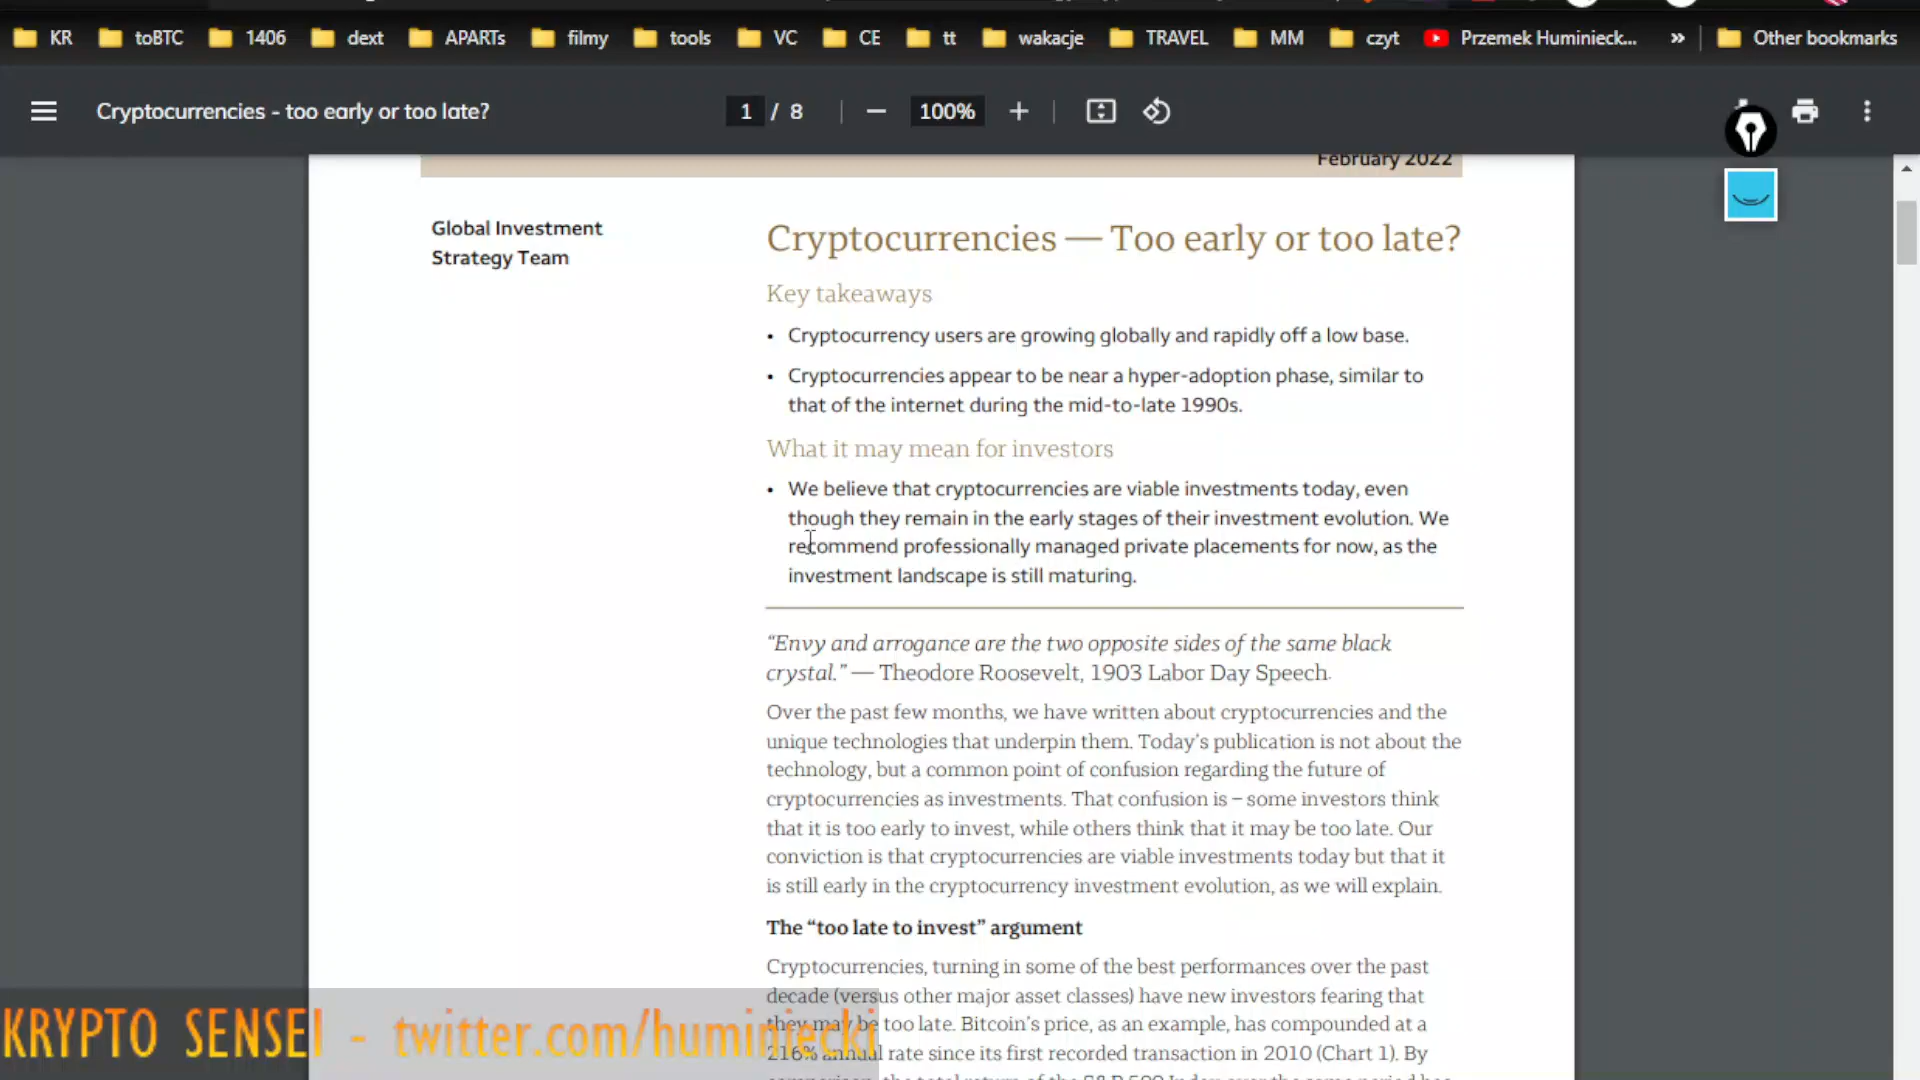 KR toBTC 1406 dext APARTs filmy tools VC CE tt wakacje TRAVEL MM czyt Przemek Huminieck... » Other bookmarks
Cryptocurrencies - too early or too late? 1 / 8 100%
February 2022
Global Investment
Strategy Team
Cryptocurrencies — Too early or too late?
Key takeaways
• Cryptocurrency users are growing globally and rapidly off a low base.
• Cryptocurrencies appear to be near a hyper-adoption phase, similar to
that of the internet during the mid-to-late 1990s.
What it may mean for investors
• We believe that cryptocurrencies are viable investments today, even
though they remain in the early stages of their investment evolution. We
recommend professionally managed private placements for now, as the
investment landscape is still maturing.
“Envy and arrogance are the two opposite sides of the same black
crystal.” — Theodore Roosevelt, 1903 Labor Day Speech.
Over the past few months, we have written about cryptocurrencies and the
unique technologies that underpin them. Today’s publication is not about the
technology, but a common point of confusion regarding the future of
cryptocurrencies as investments. That confusion is – some investors think
that it is too early to invest, while others think that it may be too late. Our
conviction is that cryptocurrencies are viable investments today but that it
is still early in the cryptocurrency investment evolution, as we will explain.
The “too late to invest” argument
Cryptocurrencies, turning in some of the best performances over the past
decade (versus other major asset classes) have new investors fearing that
they may be too late. Bitcoin’s price, as an example, has compounded at a
216% annual rate since its first recorded transaction in 2010 (Chart 1). By
KRYPTO SENSEI - twitter.com/huminiecki